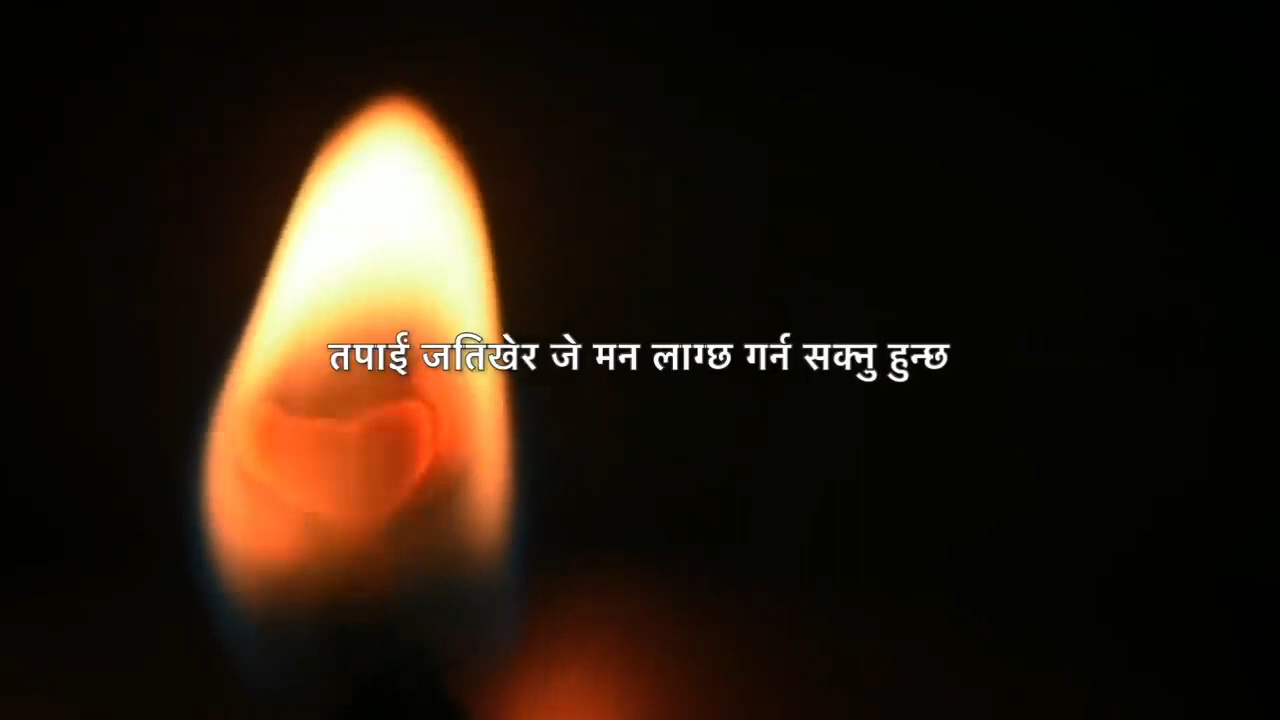 तपाईं जतिखेर जे मन लाग्छ गर्न सक्नु हुन्छ